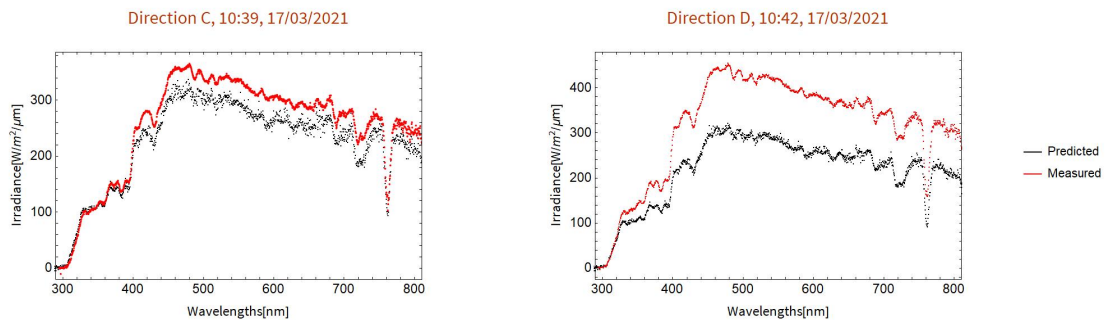 Direction C, 10:39, 17/03/2021
Irradiance[W/m²/μm]
300
200
100
0
300 400 500 600 700 800
Wavelengths[nm]
Direction D, 10:42, 17/03/2021
Irradiance[W/m²/μm]
400
300
200
100
0
300 400 500 600 700 800
Wavelengths[nm]
Predicted
Measured